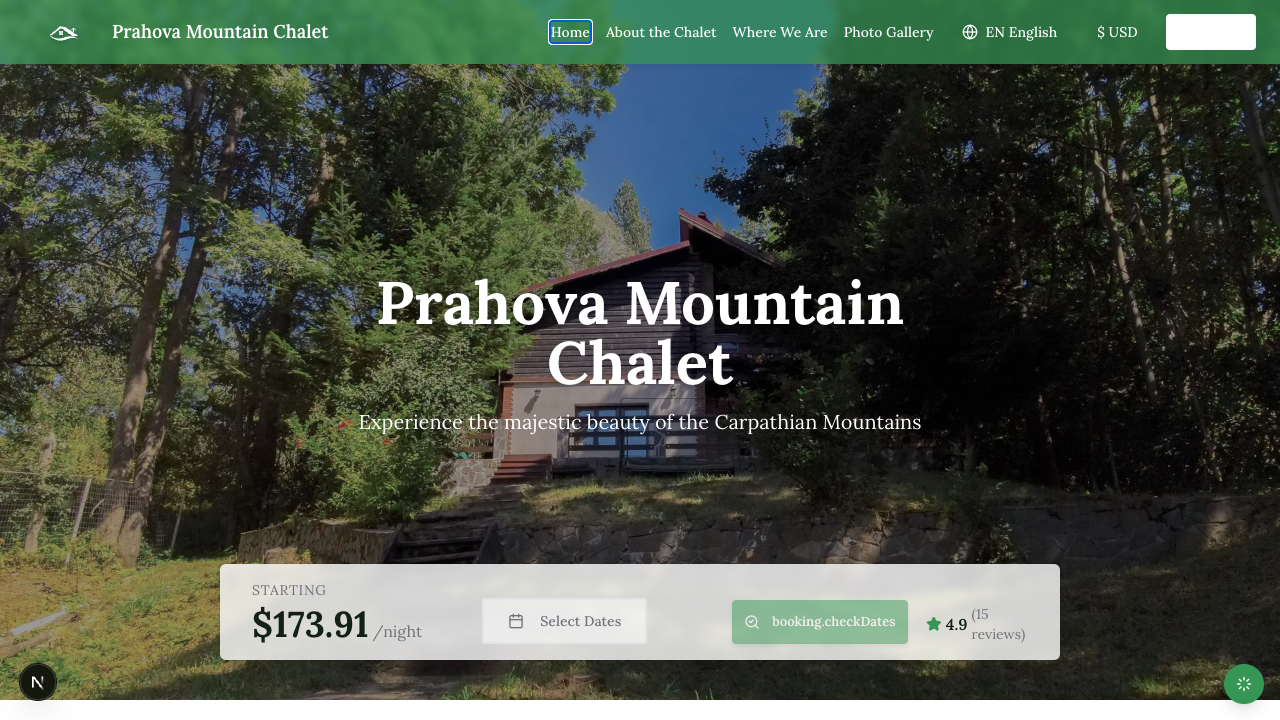 Prahova Mountain Chalet
Home
About the Chalet
Where We Are
Photo Gallery
EN English
$ USD
Prahova Mountain
Chalet
Experience the majestic beauty of the Carpathian Mountains
STARTING
$173.91 /night
Select Dates
booking.checkDates
4.9
(15
reviews)
N